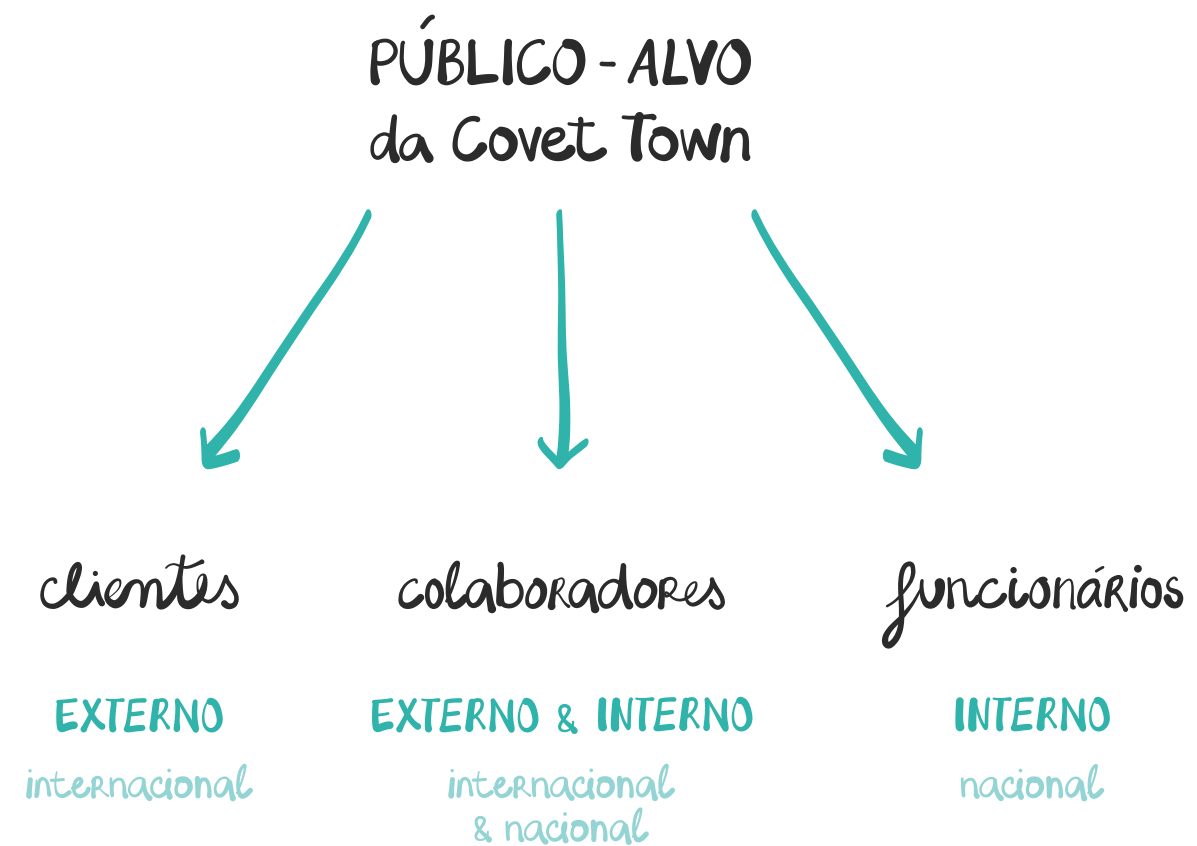 PÚBLICO - ALVO
da Covet Town
clientes
EXTERNO
internacional
colaboradores
EXTERNO & INTERNO
internacional
& nacional
funcionários
INTERNO
nacional